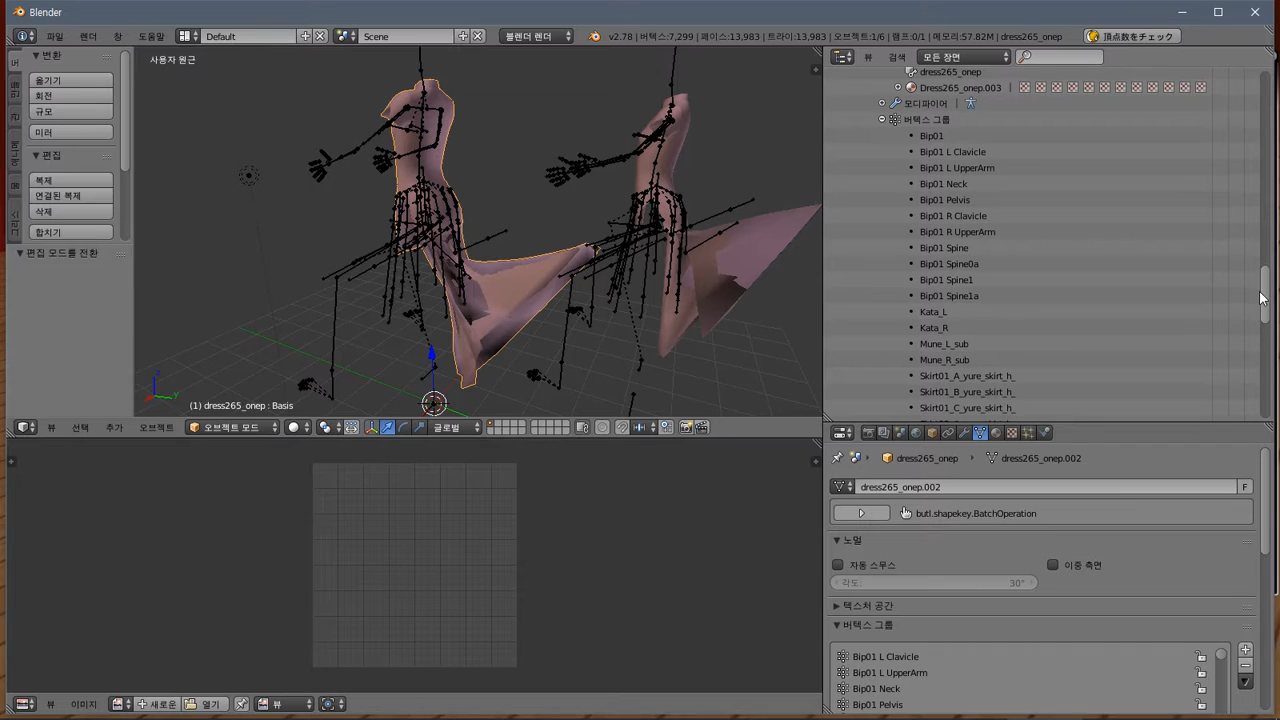 Blender
파일 렌더 창 도움말 Default Scene 블렌더 렌더 v2.78 | 버텍스:7,299 | 페이스:13,983 | 트라이:13,983 | 오브젝트:1/6 | 램프:0/1 | 메모리:57.82M | dress265_onep 頂点数をチェック
변환
옮기기
회전
규모
미러
편집
복제
연결된 복제
삭제
합치기
편집 모드를 전환
사용자 원근
(1) dress265_onep : Basis
뷰 선택 추가 오브젝트 오브젝트 모드 글로벌
뷰 이미지 새로운 열기 뷰
뷰 검색 모든 장면
dress265_onep
Dress265_onep.003
모디파이어
버텍스 그룹
Bip01
Bip01 L Clavicle
Bip01 L UpperArm
Bip01 Neck
Bip01 Pelvis
Bip01 R Clavicle
Bip01 R UpperArm
Bip01 Spine
Bip01 Spine0a
Bip01 Spine1
Bip01 Spine1a
Kata_L
Kata_R
Mune_L_sub
Mune_R_sub
Skirt01_A_yure_skirt_h_
Skirt01_B_yure_skirt_h_
Skirt01_C_yure_skirt_h_
dress265_onep dress265_onep.002
dress265_onep.002 F
butl.shapekey.BatchOperation
노멀
자동 스무스 이중 측면
각도: 30°
텍스처 공간
버텍스 그룹
Bip01 L Clavicle
Bip01 L UpperArm
Bip01 Neck
Bip01 Pelvis